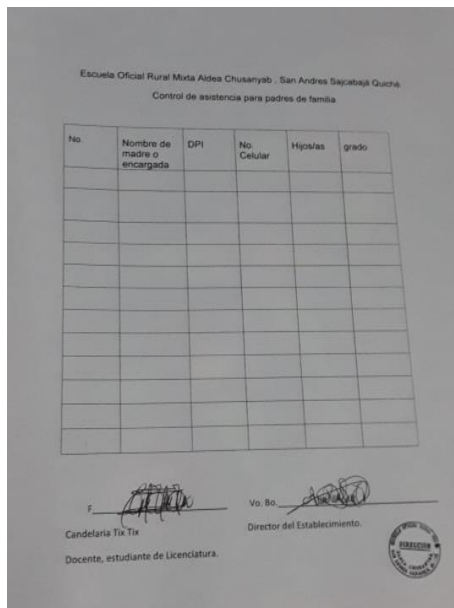 Escuela Oficial Rural Mixta Aldea Chusanyab , San Andres Sajcabajá Quiché.
Control de asistencia para padres de familia
No.
Nombre de
madre o
encargada
DPI
No.
Celular
Hijos/as
grado
F.
Vo. Bo.
Candelaria Tix Tix
Director del Establecimiento.
Docente, estudiante de Licenciatura.
DIRECCION